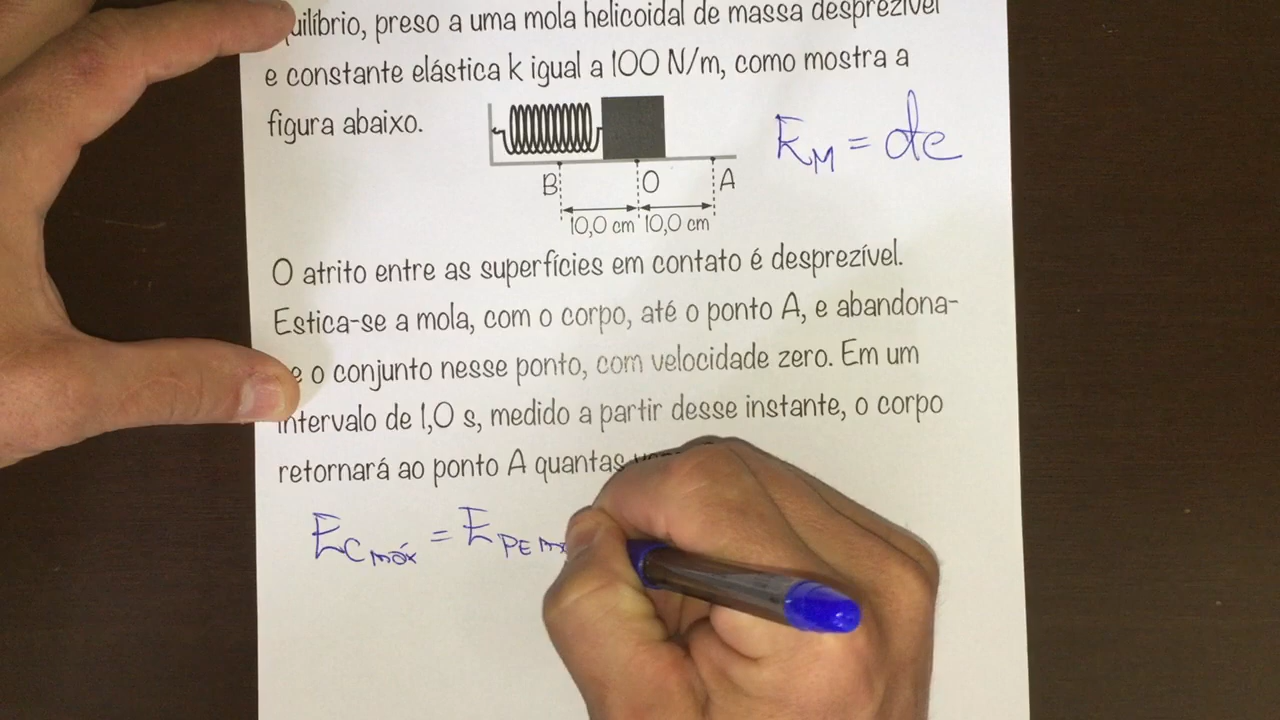 uilíbrio, preso a uma mola helicoidal de massa desprezível
e constante elástica k igual a 100 N/m, como mostra a
figura abaixo.
E_M = cte
B O A
10,0 cm 10,0 cm
O atrito entre as superfícies em contato é desprezível.
Estica-se a mola, com o corpo, até o ponto A, e abandona-
e o conjunto nesse ponto, com velocidade zero. Em um
intervalo de 1,0 s, medido a partir desse instante, o corpo
retornará ao ponto A quantas
E_C máx = E_PE